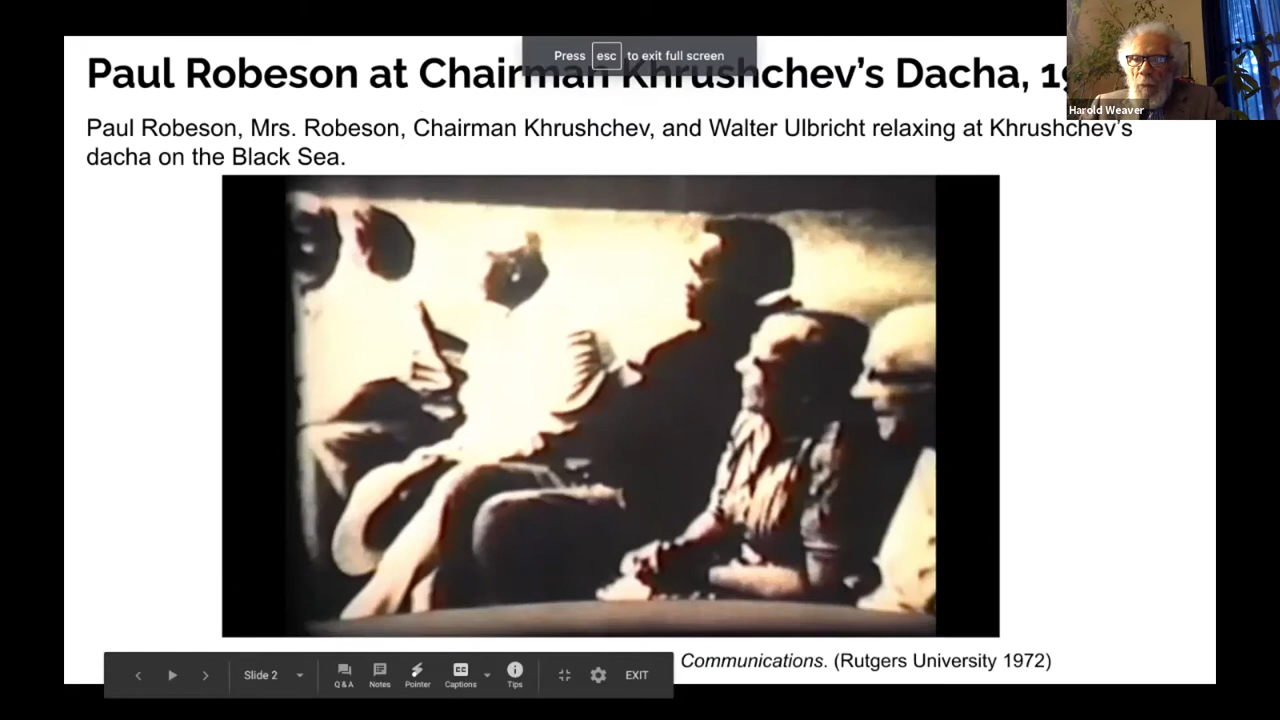 Press esc to exit full screen
Paul Robeson at Chairman Khrushchev's Dacha,
Harold Weaver
Paul Robeson, Mrs. Robeson, Chairman Khrushchev, and Walter Ulbricht relaxing at Khrushchev's
dacha on the Black Sea.
Communications. (Rutgers University 1972)
Slide 2
Q & A Notes Pointer Captions Tips EXIT
CC